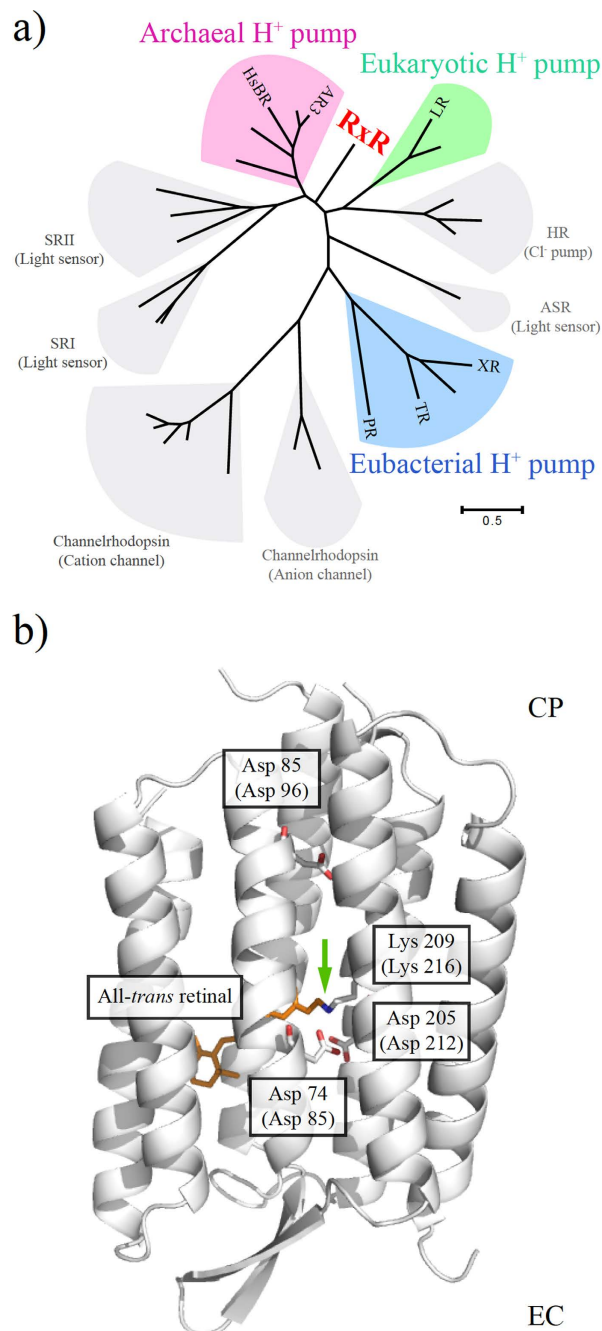 a)
Archaeal H⁺ pump
Eukaryotic H⁺ pump
HsBR
AR3
RxR
LR
SRII
(Light sensor)
HR
(Cl⁻ pump)
SRI
(Light sensor)
ASR
(Light sensor)
XR
TR
PR
Eubacterial H⁺ pump
0.5
Channelrhodopsin
(Cation channel)
Channelrhodopsin
(Anion channel)
b)
CP
Asp 85
(Asp 96)
Lys 209
(Lys 216)
All-trans retinal
Asp 205
(Asp 212)
Asp 74
(Asp 85)
EC